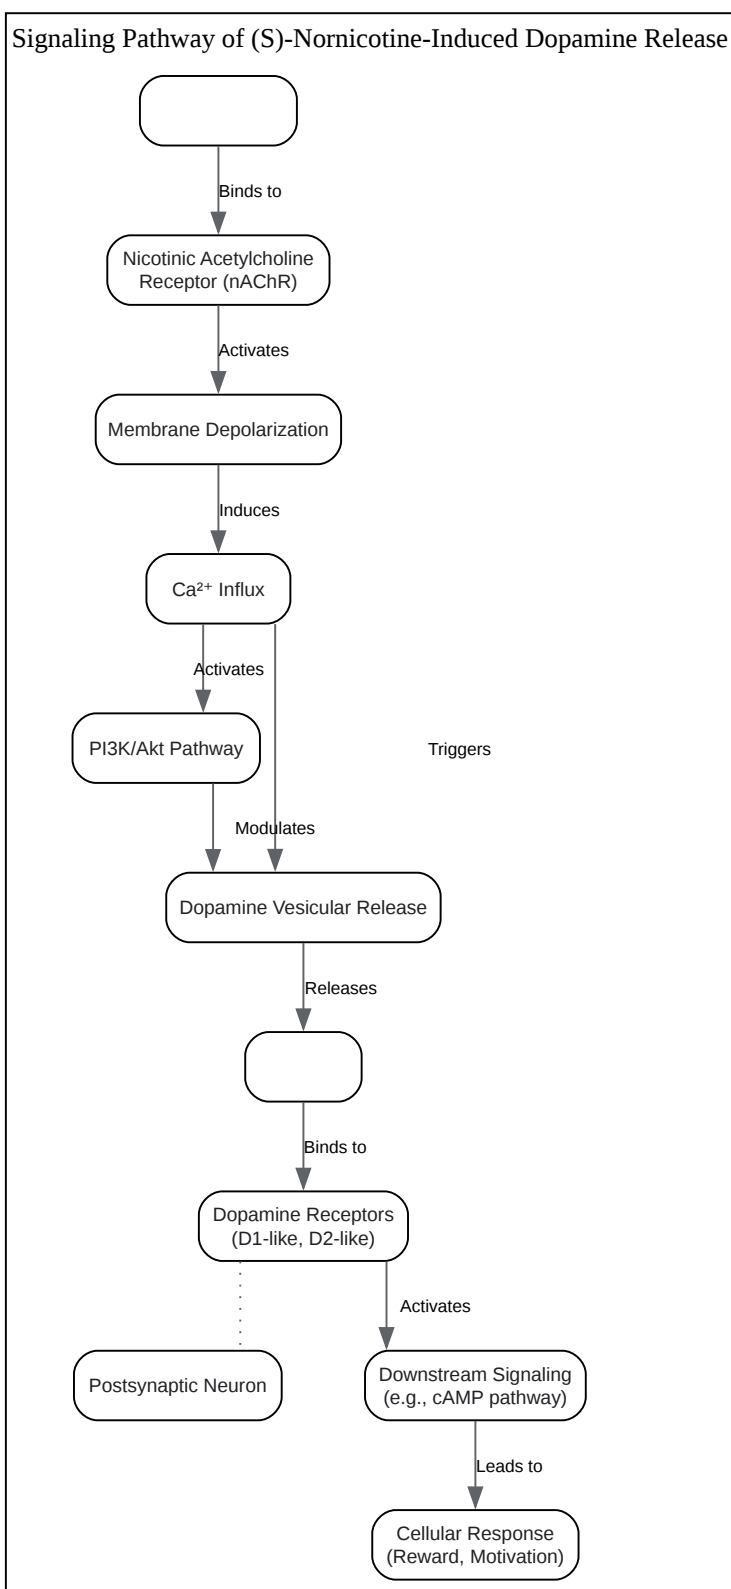 Signaling Pathway of (S)-Nornicotine-Induced Dopamine Release
Binds to
Nicotinic Acetylcholine
Receptor (nAChR)
Activates
Membrane Depolarization
Induces
Ca²⁺ Influx
Activates
PI3K/Akt Pathway
Triggers
Modulates
Dopamine Vesicular Release
Releases
Binds to
Dopamine Receptors
(D1-like, D2-like)
Activates
Postsynaptic Neuron
Downstream Signaling
(e.g., cAMP pathway)
Leads to
Cellular Response
(Reward, Motivation)